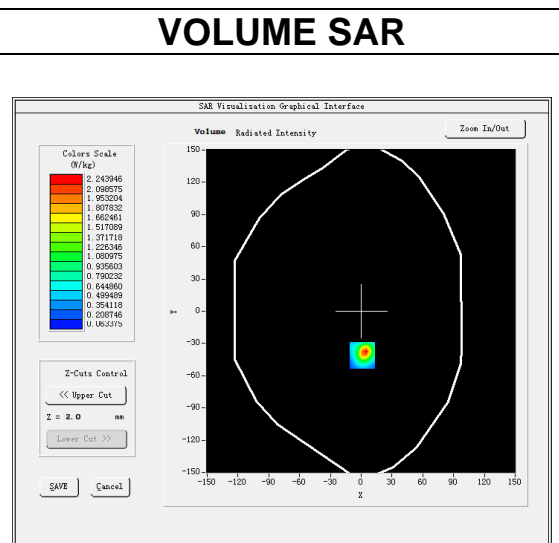 VOLUME SAR
SAR Visualisation Graphical Interface
Volume Radiated Intensity
Zoom In/Out
Colors Scale
(W/kg)
2.243946
2.098575
1.953204
1.807832
1.662461
1.517089
1.371718
1.226346
1.080975
0.935603
0.790232
0.644860
0.499489
0.354118
0.208746
0.063375
Z-Cuts Control
<< Upper Cut
Z = 2.0 mm
Lower Cut >>
SAVE Cancel
150
120
90
60
30
0
-30
-60
-90
-120
-150
Y
-150 -120 -90 -60 -30 0 30 60 90 120 150
X